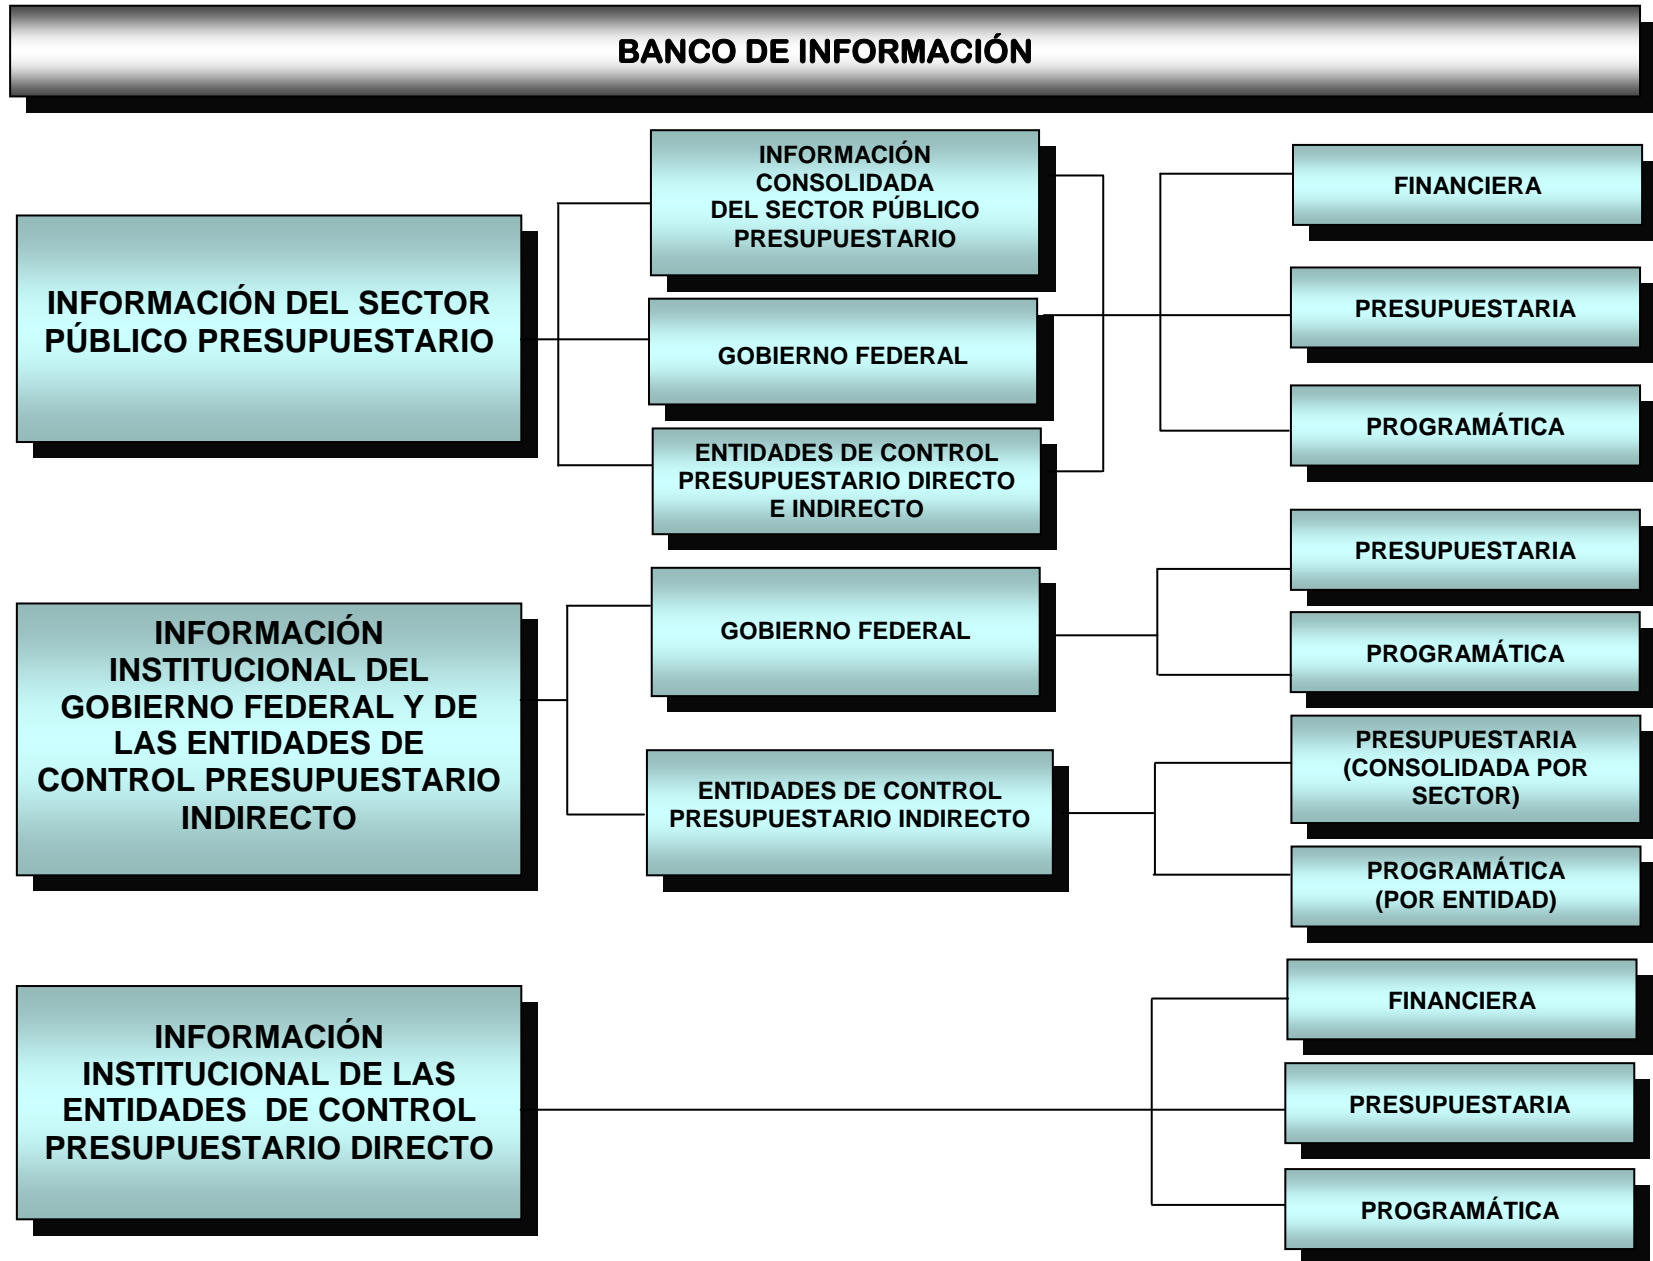 BANCO DE INFORMACIÓN
INFORMACIÓN DEL SECTOR
PÚBLICO PRESUPUESTARIO
INFORMACIÓN
CONSOLIDADA
DEL SECTOR PÚBLICO
PRESUPUESTARIO
GOBIERNO FEDERAL
ENTIDADES DE CONTROL
PRESUPUESTARIO DIRECTO
E INDIRECTO
FINANCIERA
PRESUPUESTARIA
PROGRAMÁTICA
INFORMACIÓN
INSTITUCIONAL DEL
GOBIERNO FEDERAL Y DE
LAS ENTIDADES DE
CONTROL PRESUPUESTARIO
INDIRECTO
GOBIERNO FEDERAL
PRESUPUESTARIA
PROGRAMÁTICA
ENTIDADES DE CONTROL
PRESUPUESTARIO INDIRECTO
PRESUPUESTARIA
(CONSOLIDADA POR
SECTOR)
PROGRAMÁTICA
(POR ENTIDAD)
INFORMACIÓN
INSTITUCIONAL DE LAS
ENTIDADES DE CONTROL
PRESUPUESTARIO DIRECTO
FINANCIERA
PRESUPUESTARIA
PROGRAMÁTICA